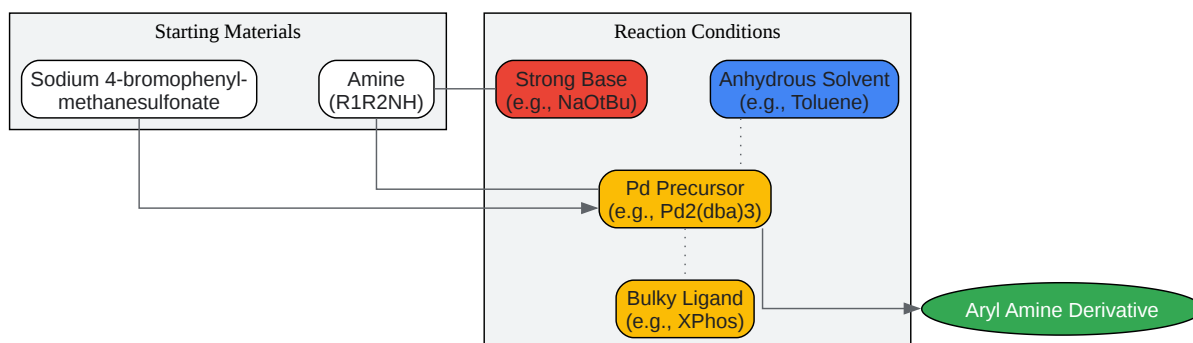 Starting Materials
Reaction Conditions
Sodium 4-bromophenyl-
methanesulfonate
Amine
(R1R2NH)
Strong Base
(e.g., NaOtBu)
Anhydrous Solvent
(e.g., Toluene)
Pd Precursor
(e.g., Pd2(dba)3)
Bulky Ligand
(e.g., XPhos)
Aryl Amine Derivative